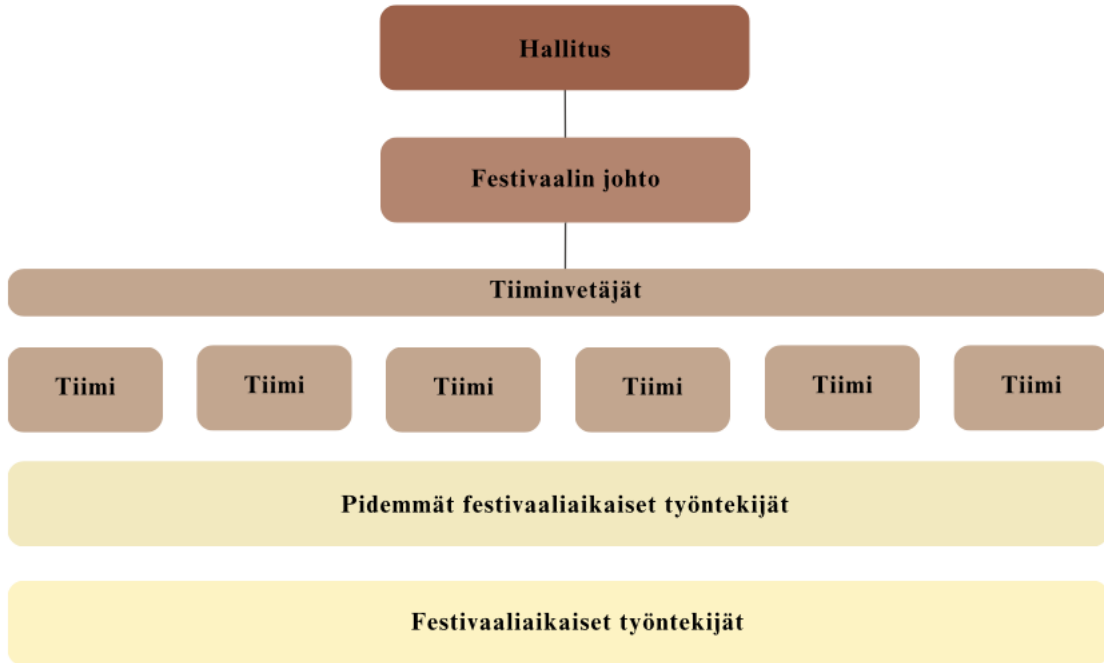 Hallitus
Festivaalin johto
Tiiminvetäjät
Tiimi
Tiimi
Tiimi
Tiimi
Tiimi
Tiimi
Pidemmät festivaaliaikaiset työntekijät
Festivaaliaikaiset työntekijät